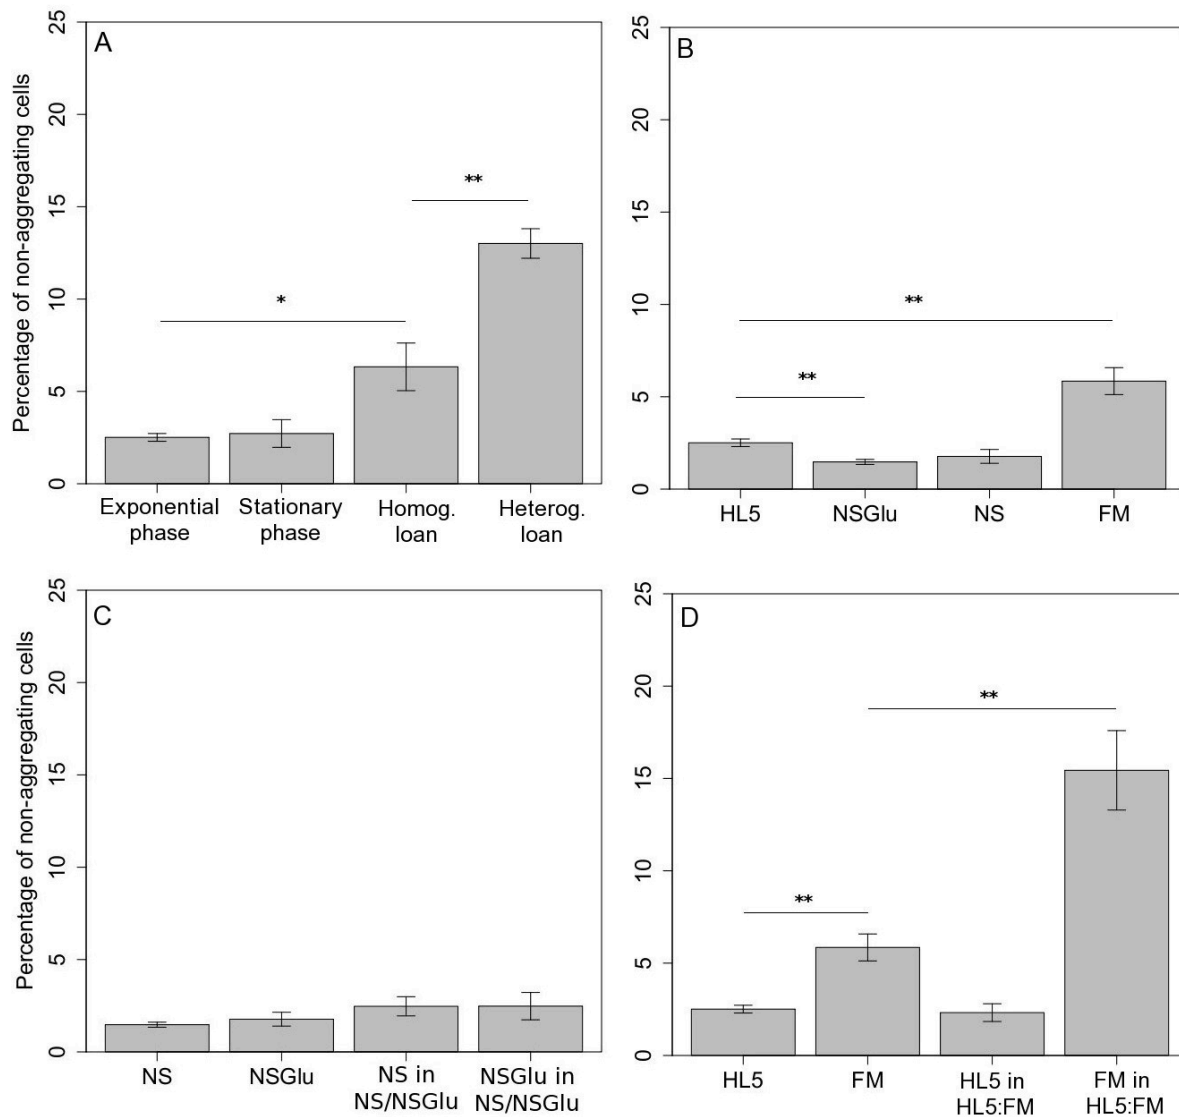 A
Percentage of non-aggregating cells
25
20
15
10
5
0
*
**
Exponential Stationary Homog. Heterog.
phase phase loan loan
B
25
20
15
10
5
0
**
**
HL5 NSGlu NS FM
C
Percentage of non-aggregating cells
25
20
15
10
5
0
NS NSGlu NS in NSGlu in
NS/NSGlu NS/NSGlu
D
25
20
15
10
5
0
**
**
HL5 FM HL5 in FM in
HL5:FM HL5:FM